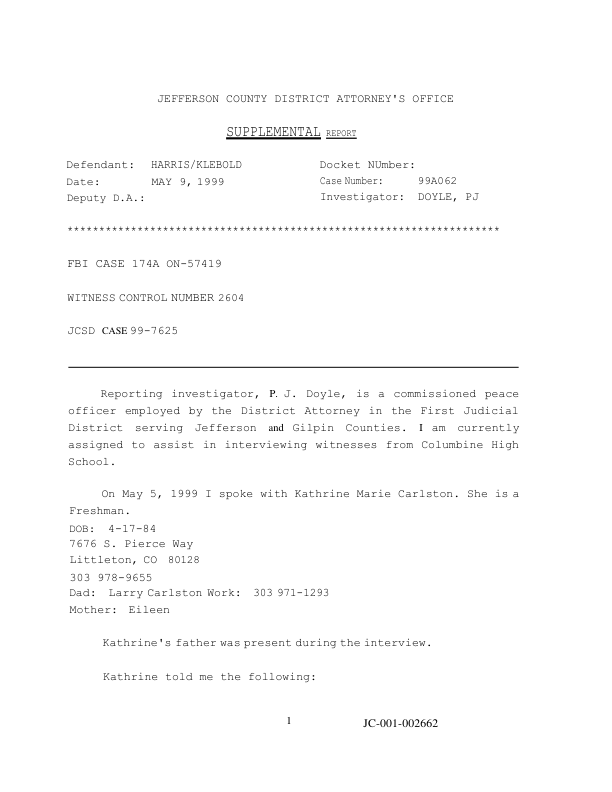 JEFFERSON COUNTY DISTRICT ATTORNEY'S OFFICE
SUPPLEMENTAL REPORT
Defendant: HARRIS/KLEBOLD Docket NUmber:
Date: MAY 9, 1999 Case Number: 99A062
Deputy D.A.: Investigator: DOYLE, PJ
********************************************************************
FBI CASE 174A ON-57419
WITNESS CONTROL NUMBER 2604
JCSD CASE 99-7625
Reporting investigator, P. J. Doyle, is a commissioned peace
officer employed by the District Attorney in the First Judicial
District serving Jefferson and Gilpin Counties. I am currently
assigned to assist in interviewing witnesses from Columbine High
School.
On May 5, 1999 I spoke with Kathrine Marie Carlston. She is a
Freshman.
DOB: 4-17-84
7676 S. Pierce Way
Littleton, CO 80128
303 978-9655
Dad: Larry Carlston Work: 303 971-1293
Mother: Eileen
Kathrine's father was present during the interview.
Kathrine told me the following:
1 JC-001-002662